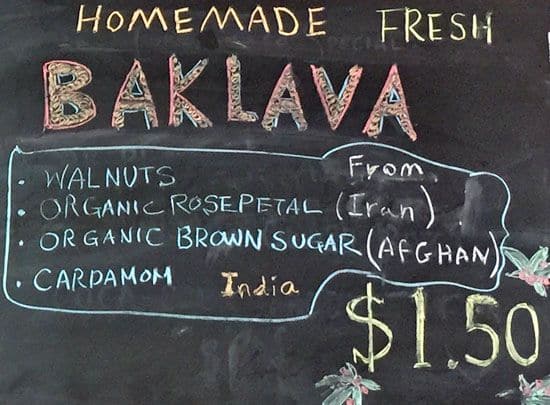 HOMEMADE FRESH
BAKLAVA
From
• WALNUTS
• ORGANIC ROSEPETAL (Iran)
• ORGANIC BROWN SUGAR (AFGHAN)
• CARDAMOM India
$1.50